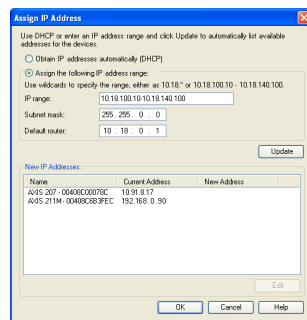 Assign IP Address
Use DHCP or enter an IP address range and click Update to automatically list available
addresses for the devices.
Obtain IP addresses automatically (DHCP)
Assign the following IP address range:
Use wildcards to specify the range, either as 10.18.* or 10.18.100.10 - 10.18.140.100.
IP range: 10.18.100.10-10.18.140.100
Subnet mask: 255 . 255 . 0 . 0
Default router: 10 . 18 . 0 . 1
Update
New IP Addresses:
Name Current Address New Address
AXIS 207 - 00408C00078C 10.91.8.17
AXIS 211M - 00408C6B3FEC 192.168.0.90
Edit
OK Cancel Help